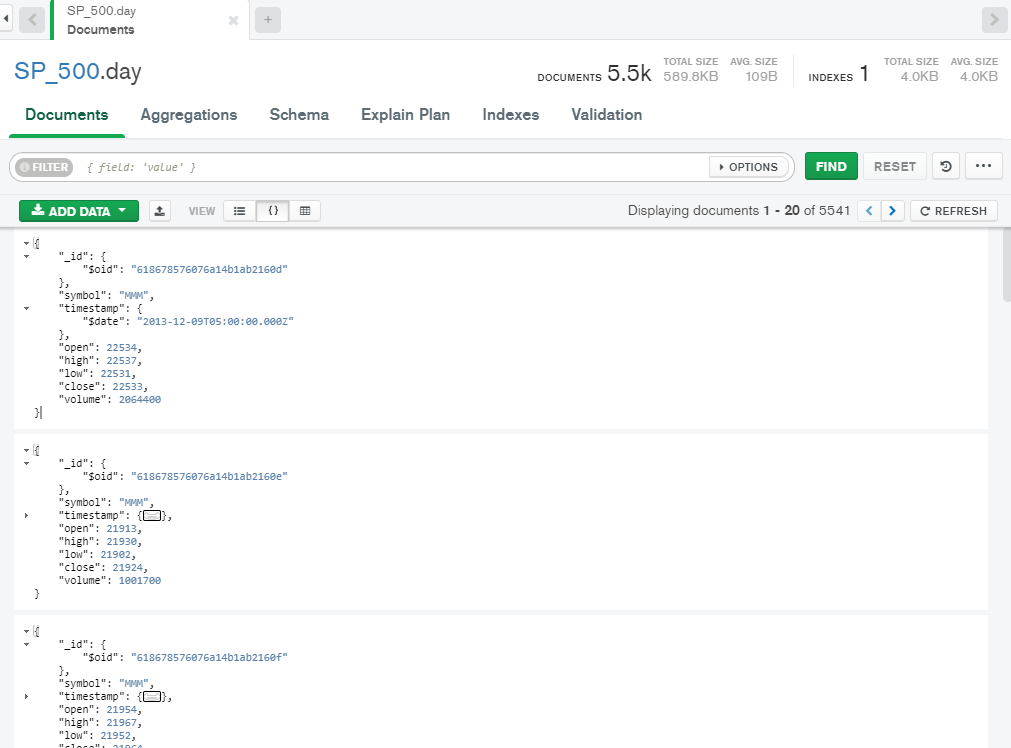 SP_500.day
Documents
SP_500.day
DOCUMENTS 5.5k TOTAL SIZE 589.8KB AVG. SIZE 109B INDEXES 1 TOTAL SIZE 4.0KB AVG. SIZE 4.0KB
Documents Aggregations Schema Explain Plan Indexes Validation
FILTER { field: 'value' } OPTIONS FIND RESET
ADD DATA VIEW {} Displaying documents 1 - 20 of 5541 REFRESH
{
"_id": {
"$oid": "618678576076a14b1ab2160d"
},
"symbol": "MMM",
"timestamp": {
"$date": "2013-12-09T05:00:00.000Z"
},
"open": 22534,
"high": 22537,
"low": 22531,
"close": 22533,
"volume": 2064400
}
{
"_id": {
"$oid": "618678576076a14b1ab2160e"
},
"symbol": "MMM",
"timestamp": {},
"open": 21913,
"high": 21930,
"low": 21902,
"close": 21924,
"volume": 1001700
}
{
"_id": {
"$oid": "618678576076a14b1ab2160f"
},
"symbol": "MMM",
"timestamp": {},
"open": 21954,
"high": 21967,
"low": 21952,
"close": 21964